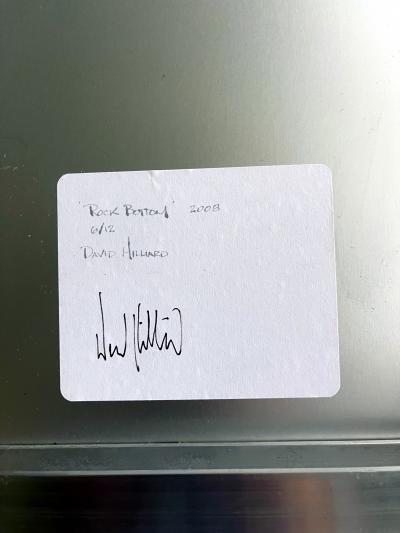 'ROCK BOTTOM' 2008
6/12
DAVID HILLIARD